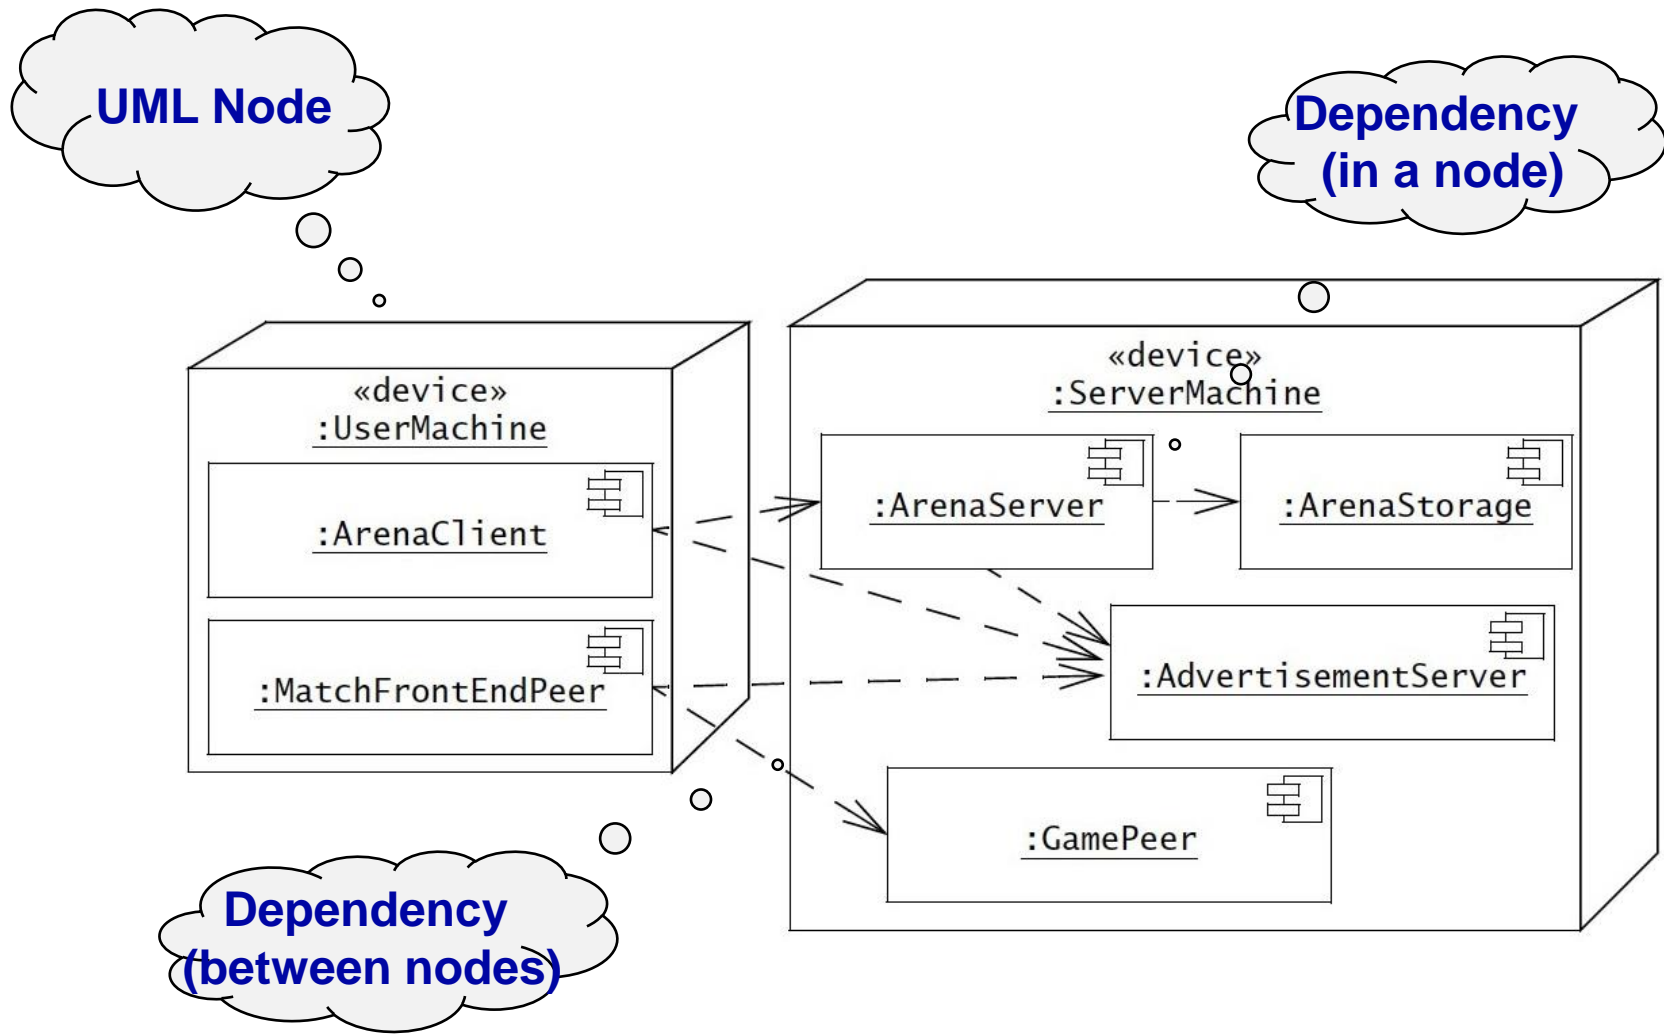 UML Node
Dependency
(in a node)
«device»
:UserMachine
:ArenaClient
:MatchFrontEndPeer
«device»
:ServerMachine
:ArenaServer
:ArenaStorage
:AdvertisementServer
:GamePeer
Dependency
(between nodes)